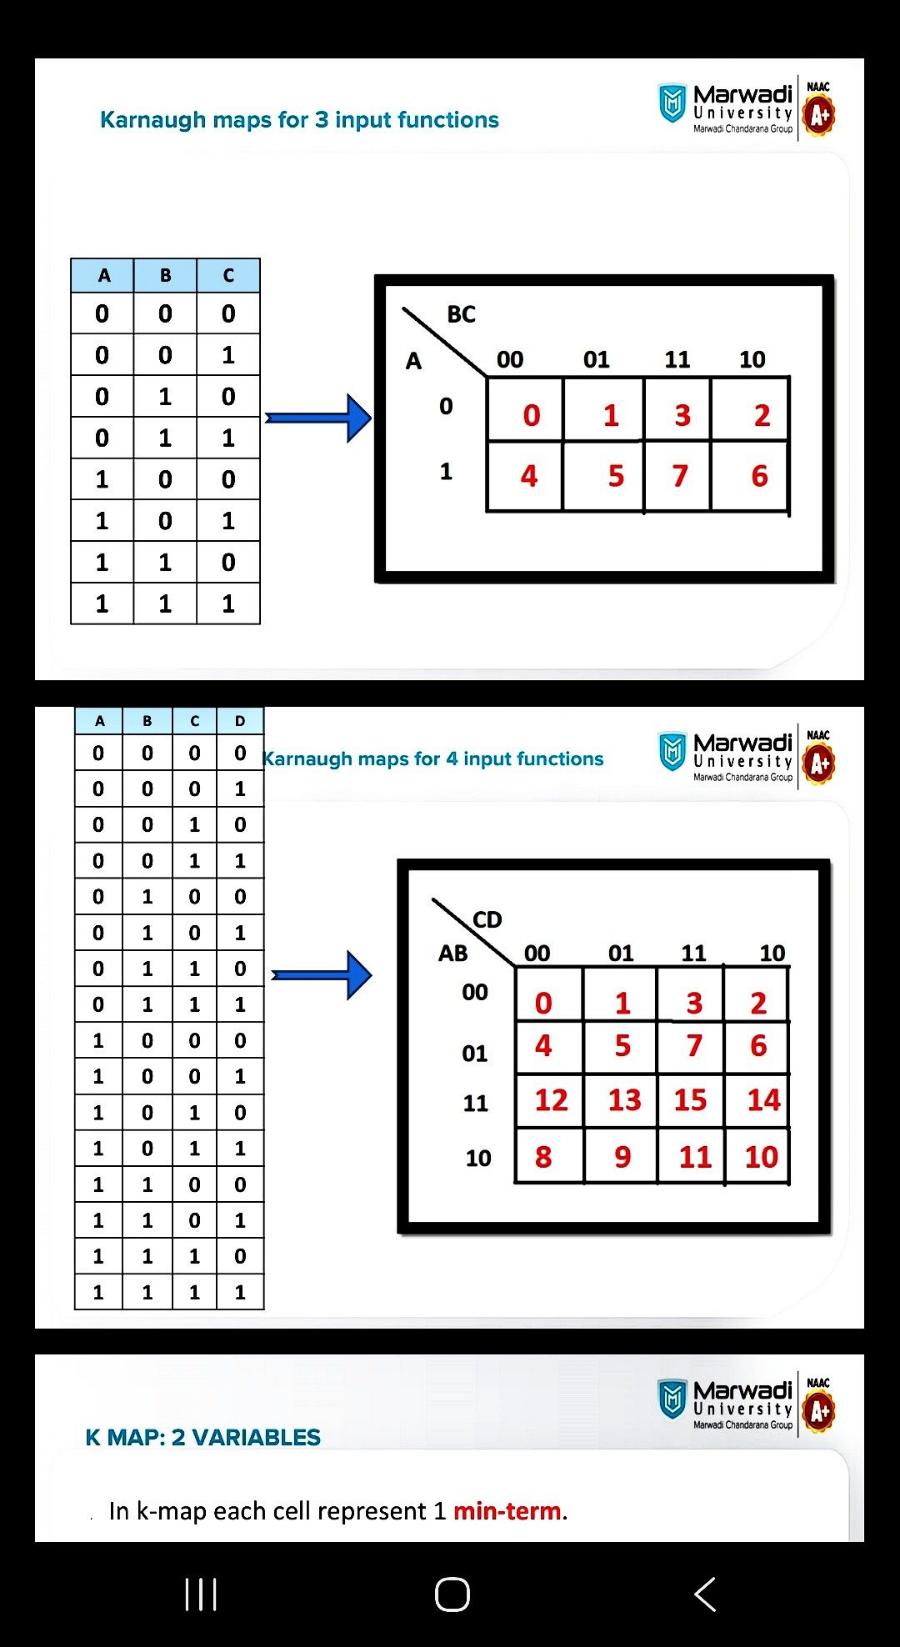 Karnaugh maps for 3 input functions
Marwadi
University
Marwadi Chandarana Group
NAAC
A+
A B C
0 0 0
0 0 1
0 1 0
0 1 1
1 0 0
1 0 1
1 1 0
1 1 1
BC
A 00 01 11 10
0 0 1 3 2
1 4 5 7 6
A B C D
0 0 0 0
0 0 0 1
0 0 1 0
0 0 1 1
0 1 0 0
0 1 0 1
0 1 1 0
0 1 1 1
1 0 0 0
1 0 0 1
1 0 1 0
1 0 1 1
1 1 0 0
1 1 0 1
1 1 1 0
1 1 1 1
Karnaugh maps for 4 input functions
Marwadi
University
Marwadi Chandarana Group
NAAC
A+
CD
AB 00 01 11 10
00 0 1 3 2
01 4 5 7 6
11 12 13 15 14
10 8 9 11 10
Marwadi
University
Marwadi Chandarana Group
NAAC
A+
K MAP: 2 VARIABLES
. In k-map each cell represent 1 min-term.